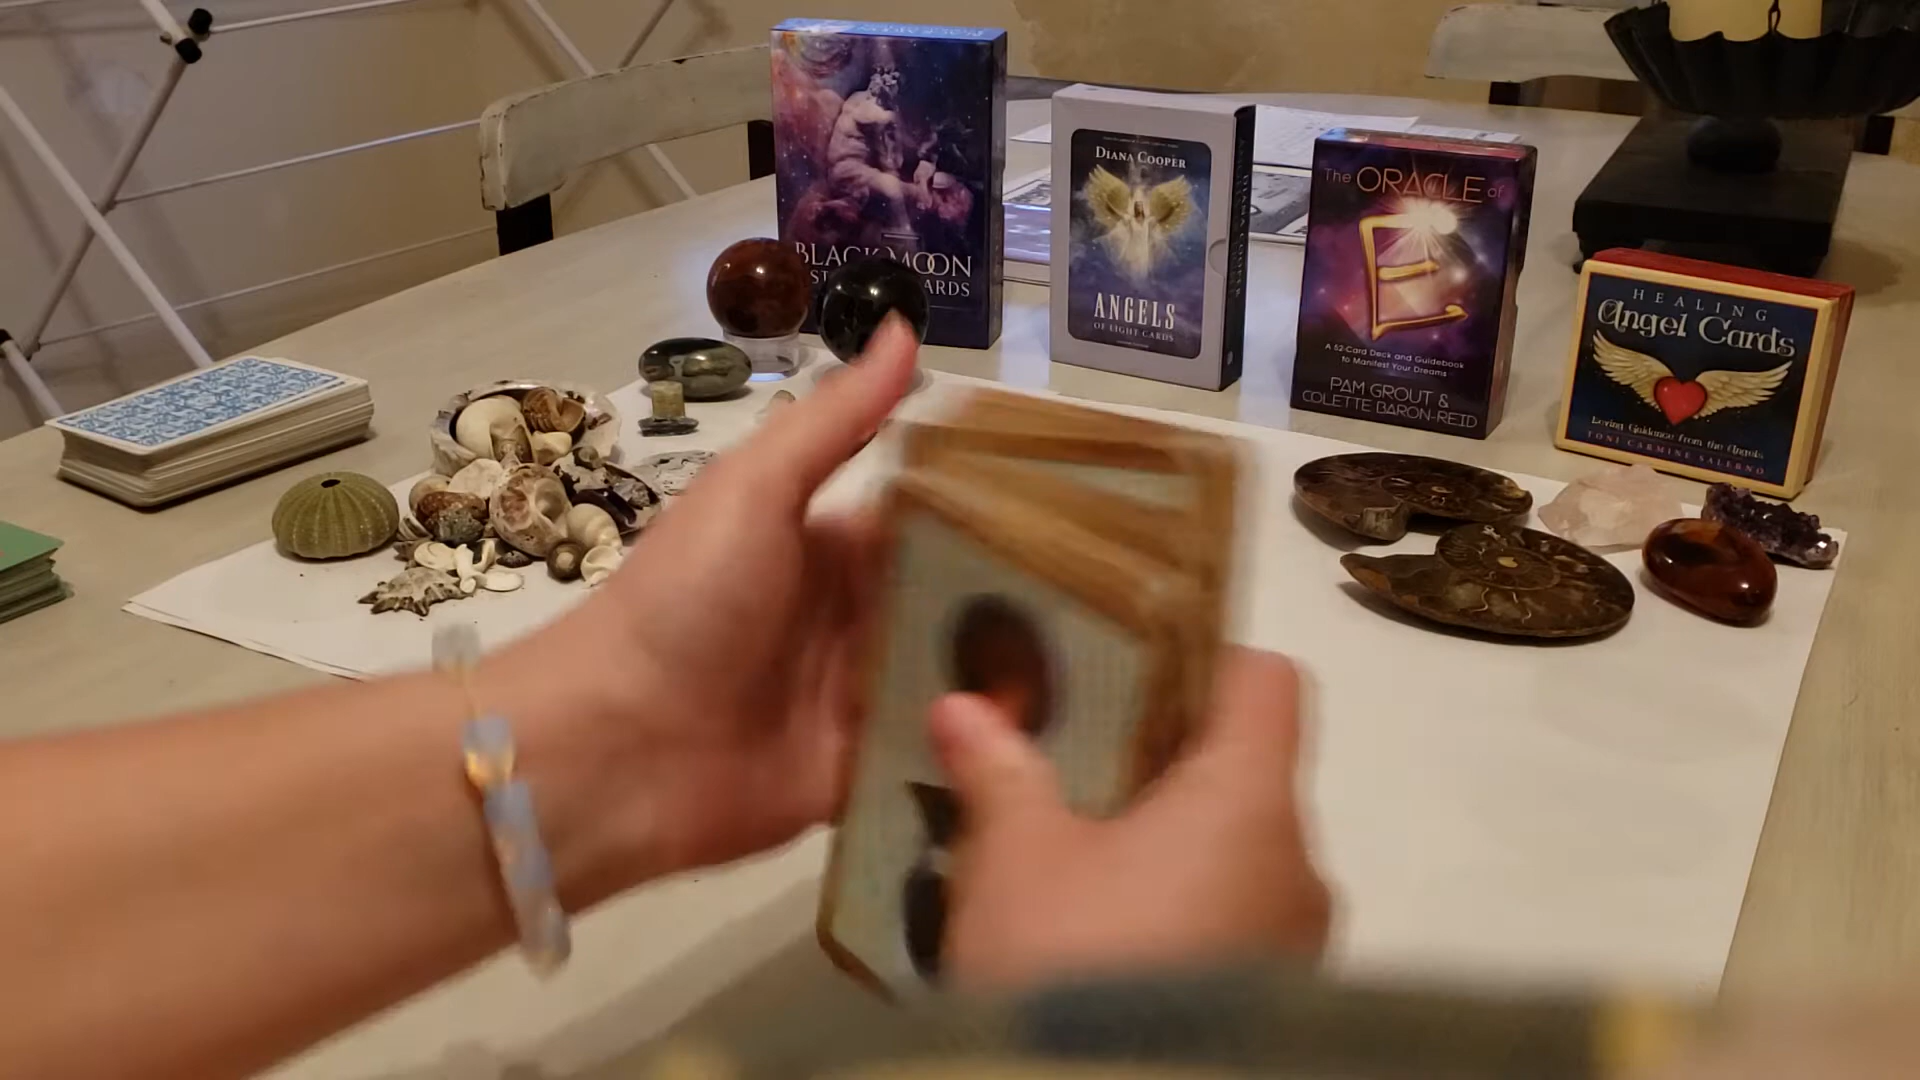 BLACK MOON
DIANA COOPER
ANGELS
OF LIGHT CARDS
The ORACLE of
E
A 52-Card Deck and Guidebook
to Manifest Your Dreams
PAM GROUT &
COLETTE BARON-REID
HEALING
Angel Cards
Loving Guidance from the Angels
TONI CARMINE SALERNO